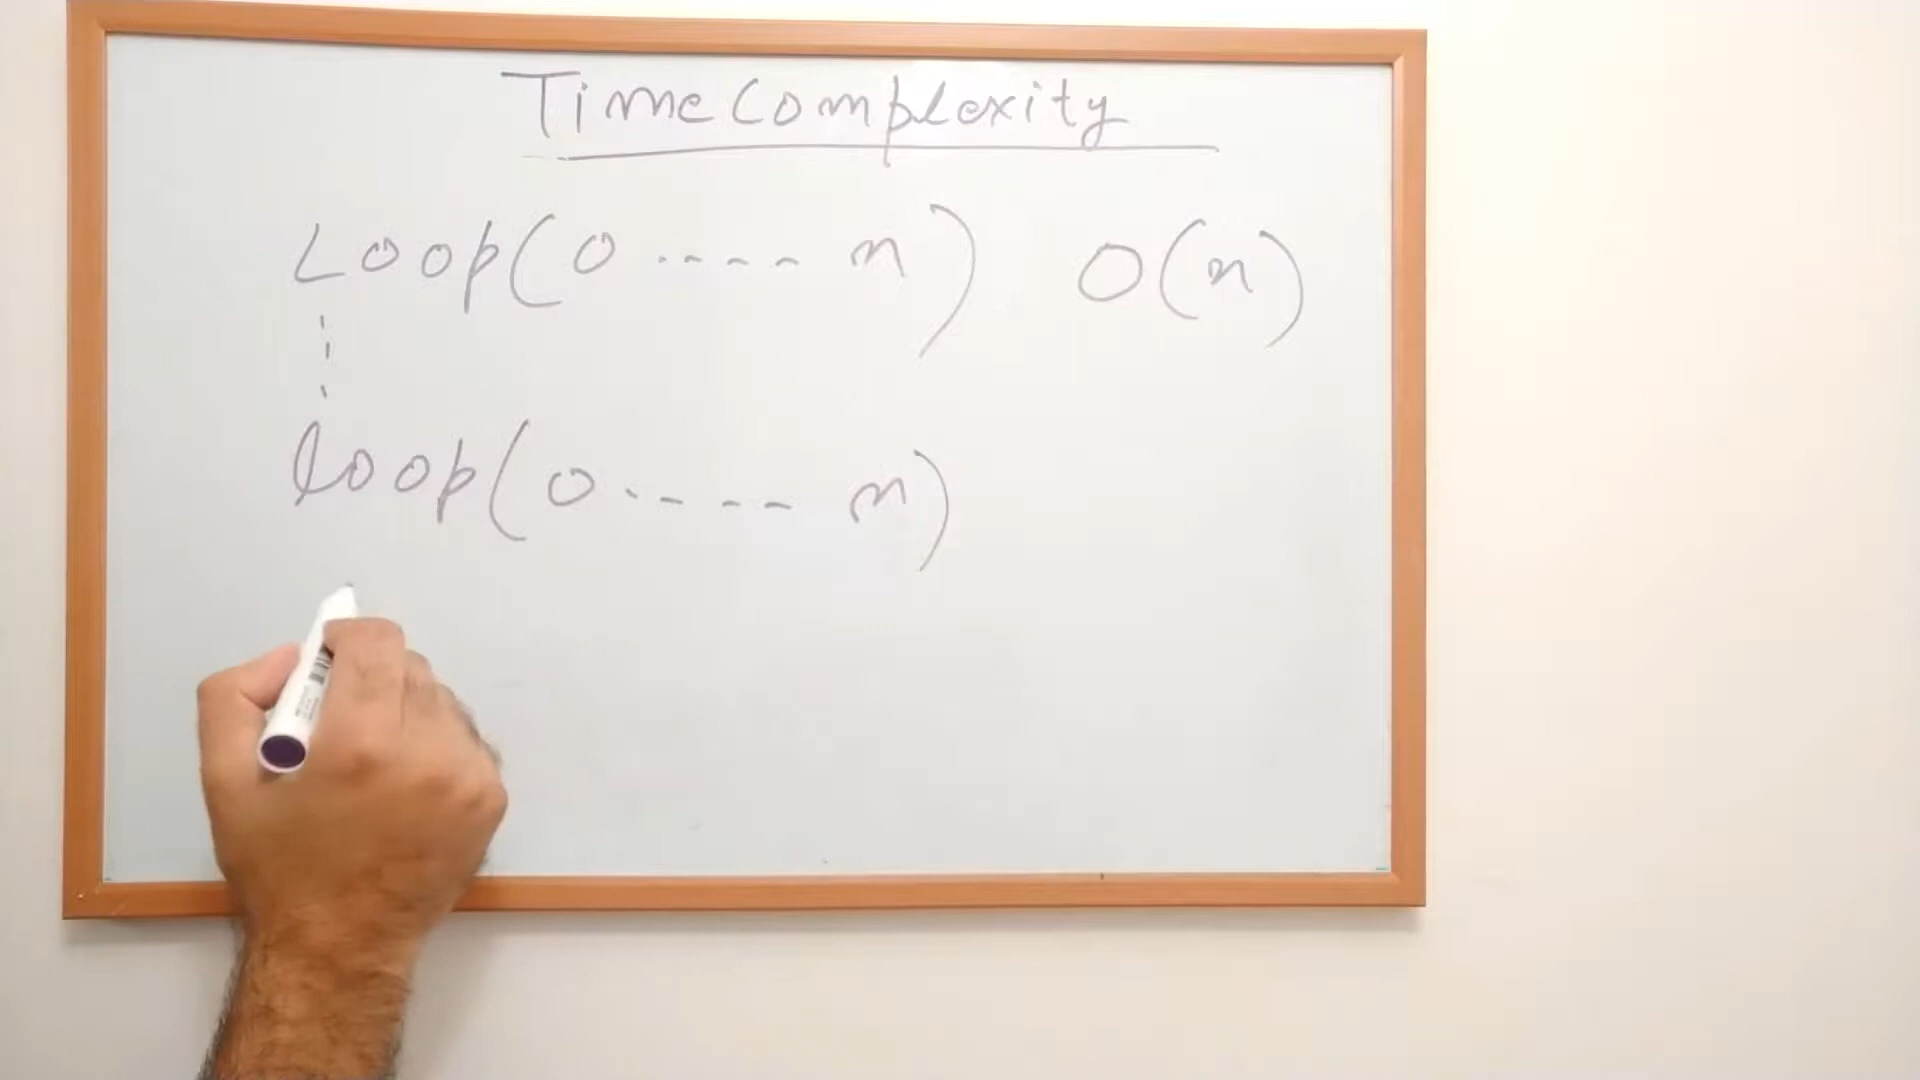 Time Complexity
Loop(0 ---- n) O(n)
loop(0 ---- n)